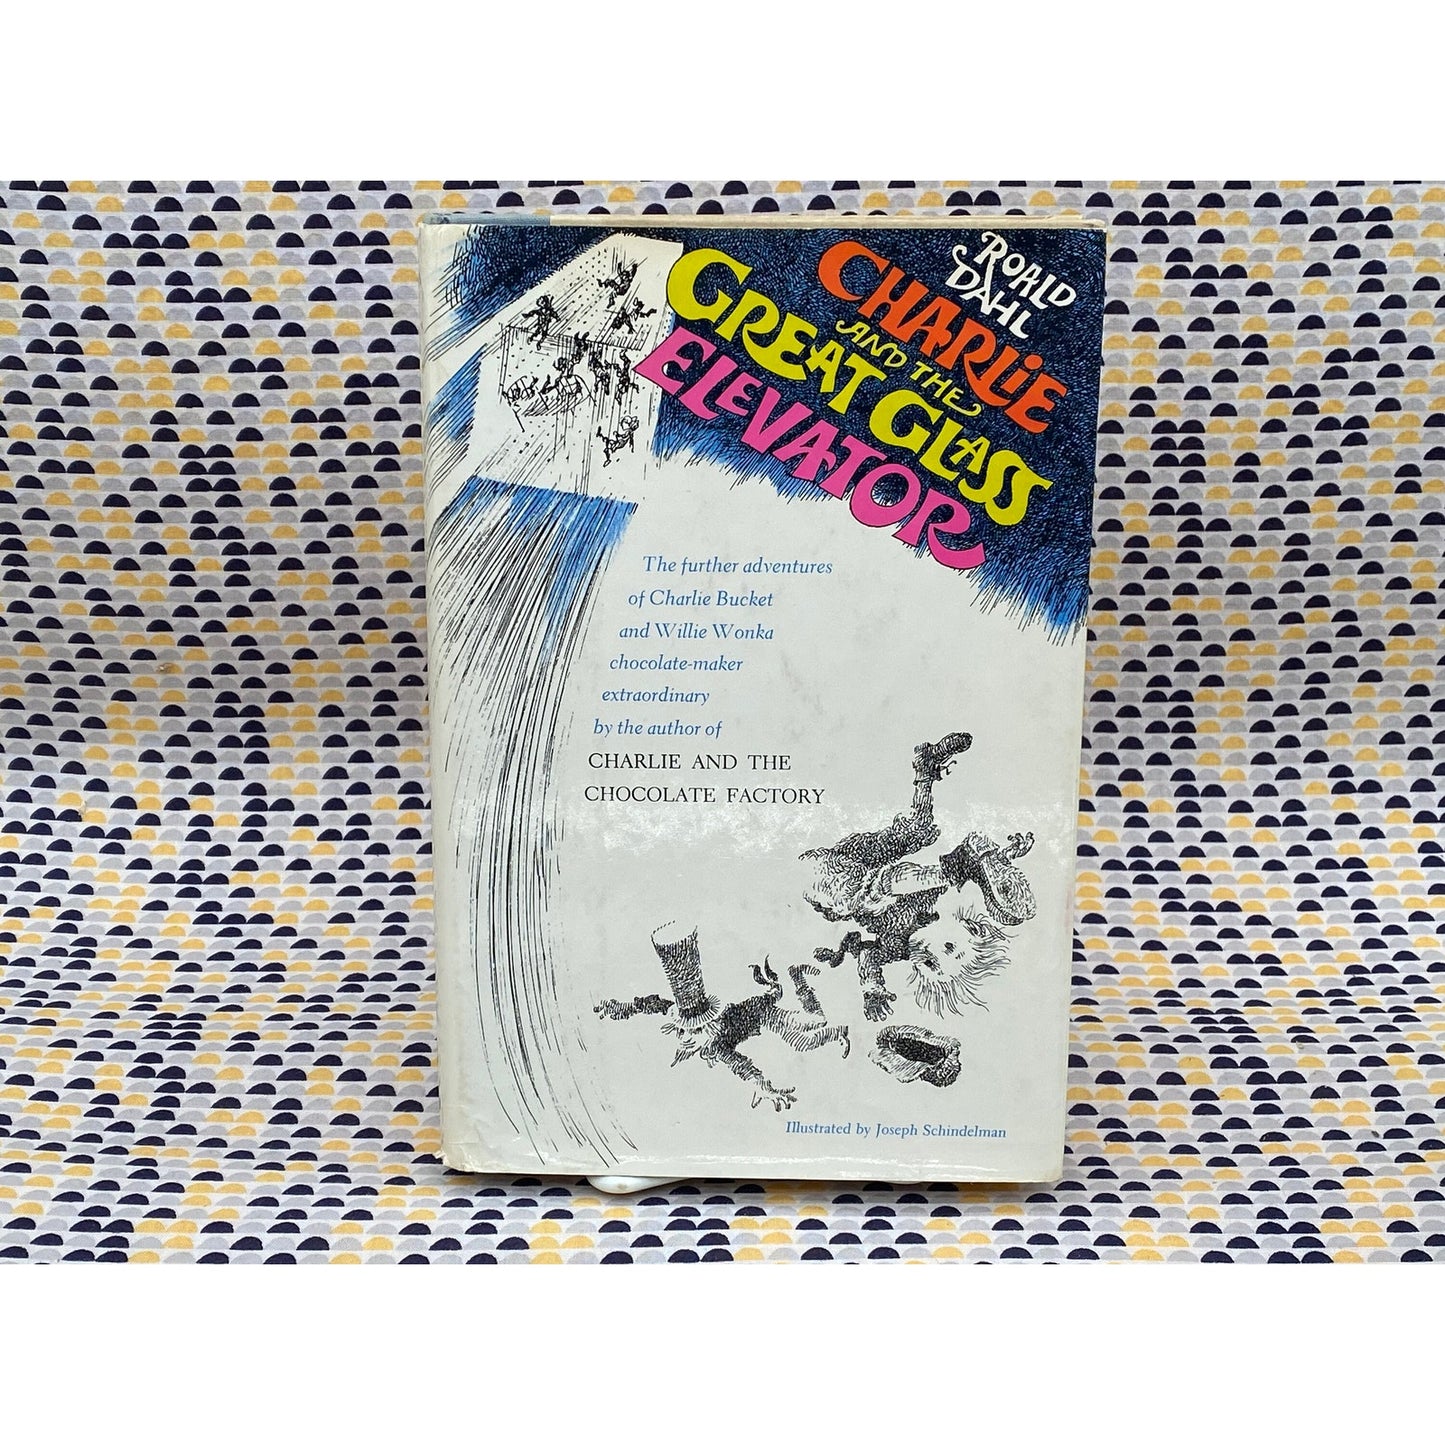 ROALD
DAHL
CHARLiE
AND THE
GREAT GLASS
ELEVATOR
The further adventures
of Charlie Bucket
and Willie Wonka
chocolate-maker
extraordinary
by the author of
CHARLIE AND THE
CHOCOLATE FACTORY
Illustrated by Joseph Schindelman